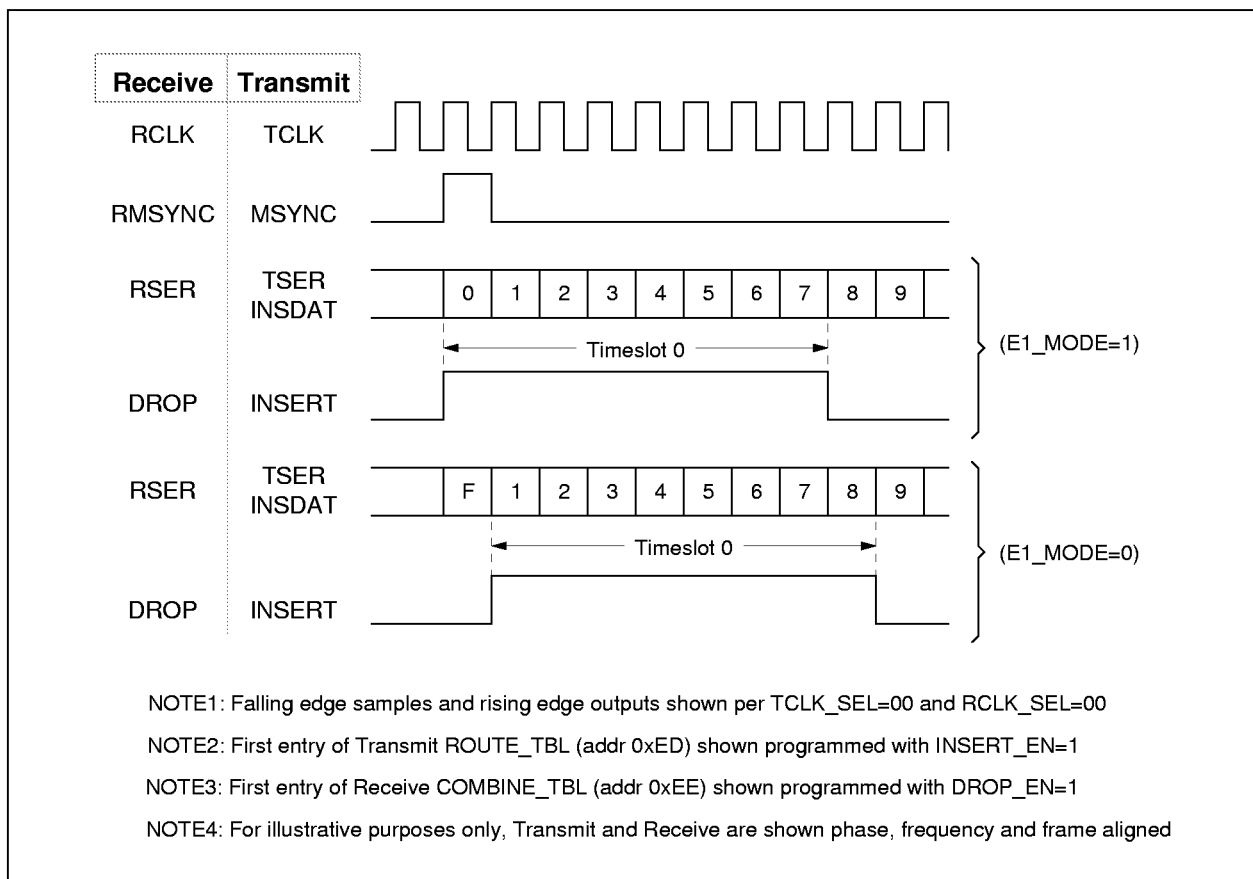 Receive Transmit
RCLK TCLK
RMSYNC MSYNC
RSER TSER INSDAT 0 1 2 3 4 5 6 7 8 9
Timeslot 0
(E1_MODE=1)
DROP INSERT
RSER TSER INSDAT F 1 2 3 4 5 6 7 8 9
Timeslot 0
(E1_MODE=0)
DROP INSERT
NOTE1: Falling edge samples and rising edge outputs shown per TCLK_SEL=00 and RCLK_SEL=00
NOTE2: First entry of Transmit ROUTE_TBL (addr 0xED) shown programmed with INSERT_EN=1
NOTE3: First entry of Receive COMBINE_TBL (addr 0xEE) shown programmed with DROP_EN=1
NOTE4: For illustrative purposes only, Transmit and Receive are shown phase, frequency and frame aligned